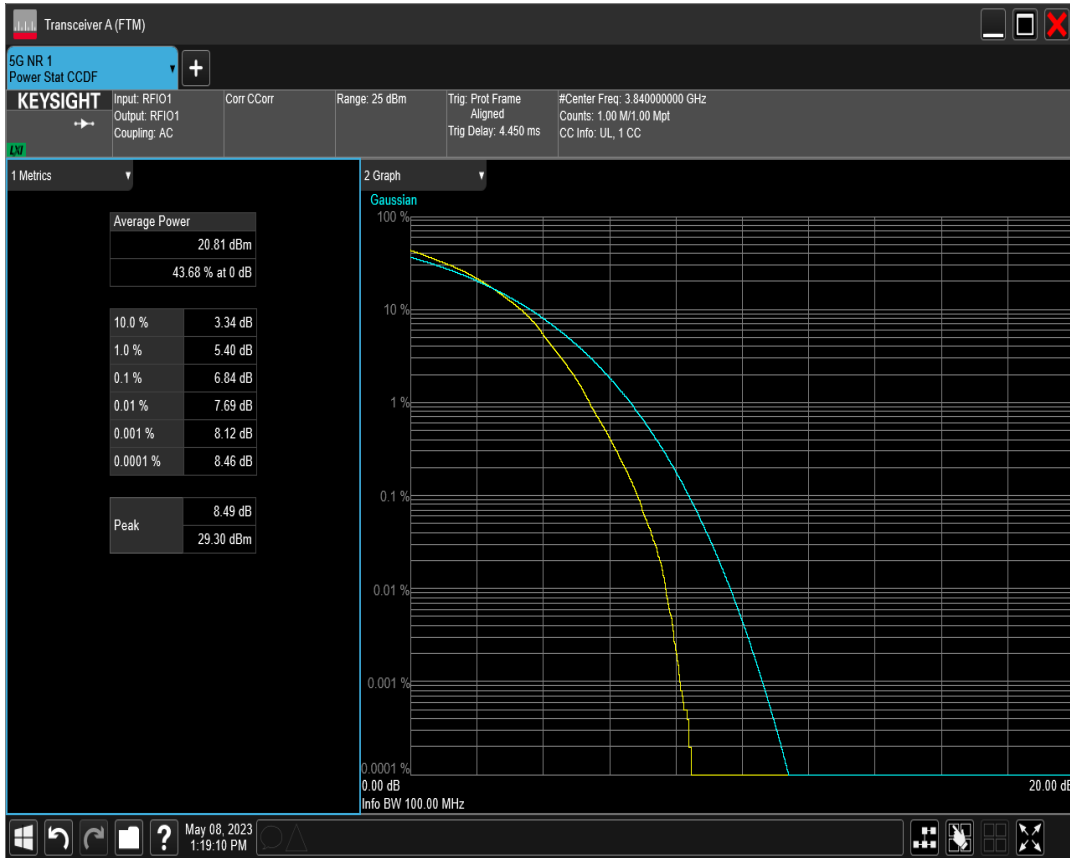 Transceiver A (FTM)
5G NR 1
Power Stat CCDF
+
KEYSIGHT
LXI
Input: RFIO1
Output: RFIO1
Coupling: AC
Corr CCorr
Range: 25 dBm
Trig: Prot Frame
Aligned
Trig Delay: 4.450 ms
#Center Freq: 3.840000000 GHz
Counts: 1.00 M/1.00 Mpt
CC Info: UL, 1 CC
1 Metrics
Average Power
20.81 dBm
43.68 % at 0 dB
10.0 % 3.34 dB
1.0 % 5.40 dB
0.1 % 6.84 dB
0.01 % 7.69 dB
0.001 % 8.12 dB
0.0001 % 8.46 dB
Peak
8.49 dB
29.30 dBm
2 Graph
Gaussian
100 %
10 %
1 %
0.1 %
0.01 %
0.001 %
0.0001 %
0.00 dB 20.00 dB
Info BW 100.00 MHz
?
May 08, 2023
1:19:10 PM